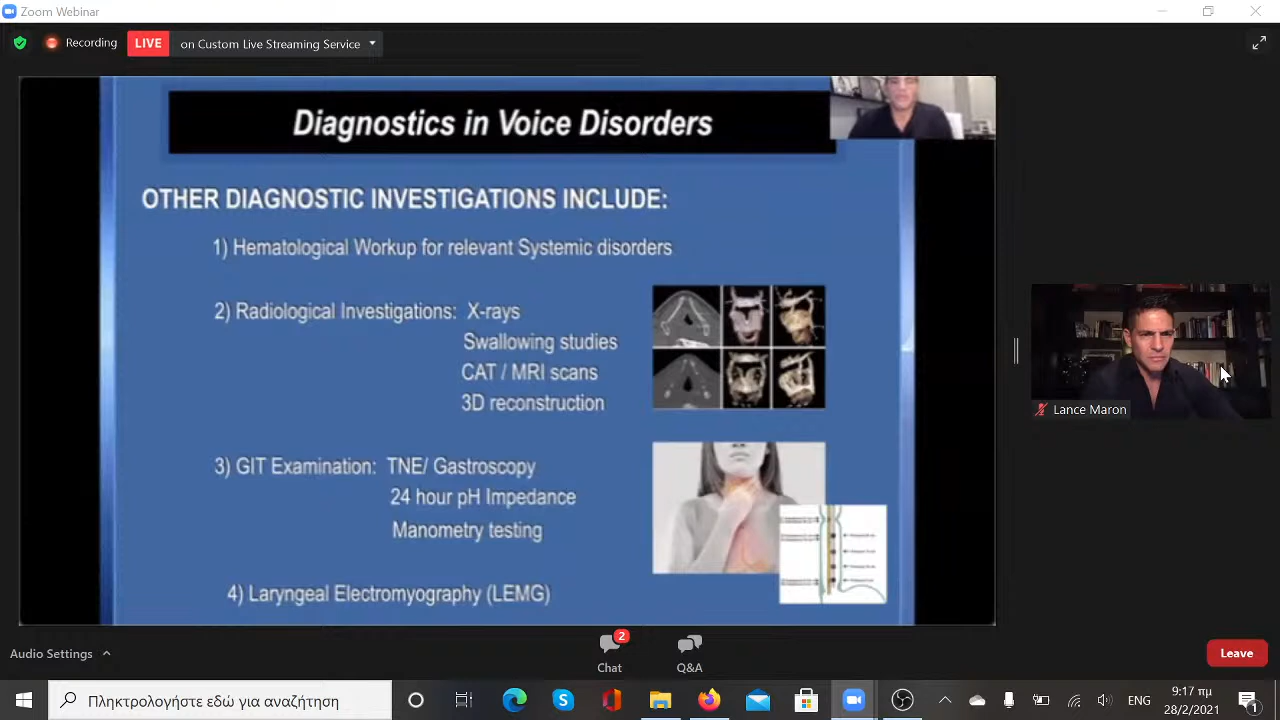 Zoom Webinar
Recording
LIVE
on Custom Live Streaming Service
Diagnostics in Voice Disorders
OTHER DIAGNOSTIC INVESTIGATIONS INCLUDE:
1) Hematological Workup for relevant Systemic disorders
2) Radiological Investigations: X-rays
Swallowing studies
CAT / MRI scans
3D reconstruction
3) GIT Examination: TNE/ Gastroscopy
24 hour pH Impedance
Manometry testing
4) Laryngeal Electromyography (LEMG)
Lance Maron
Audio Settings
2
Chat
Q&A
Leave
Πληκτρολογήστε εδώ για αναζήτηση
ENG
9:17 πμ
28/2/2021
1